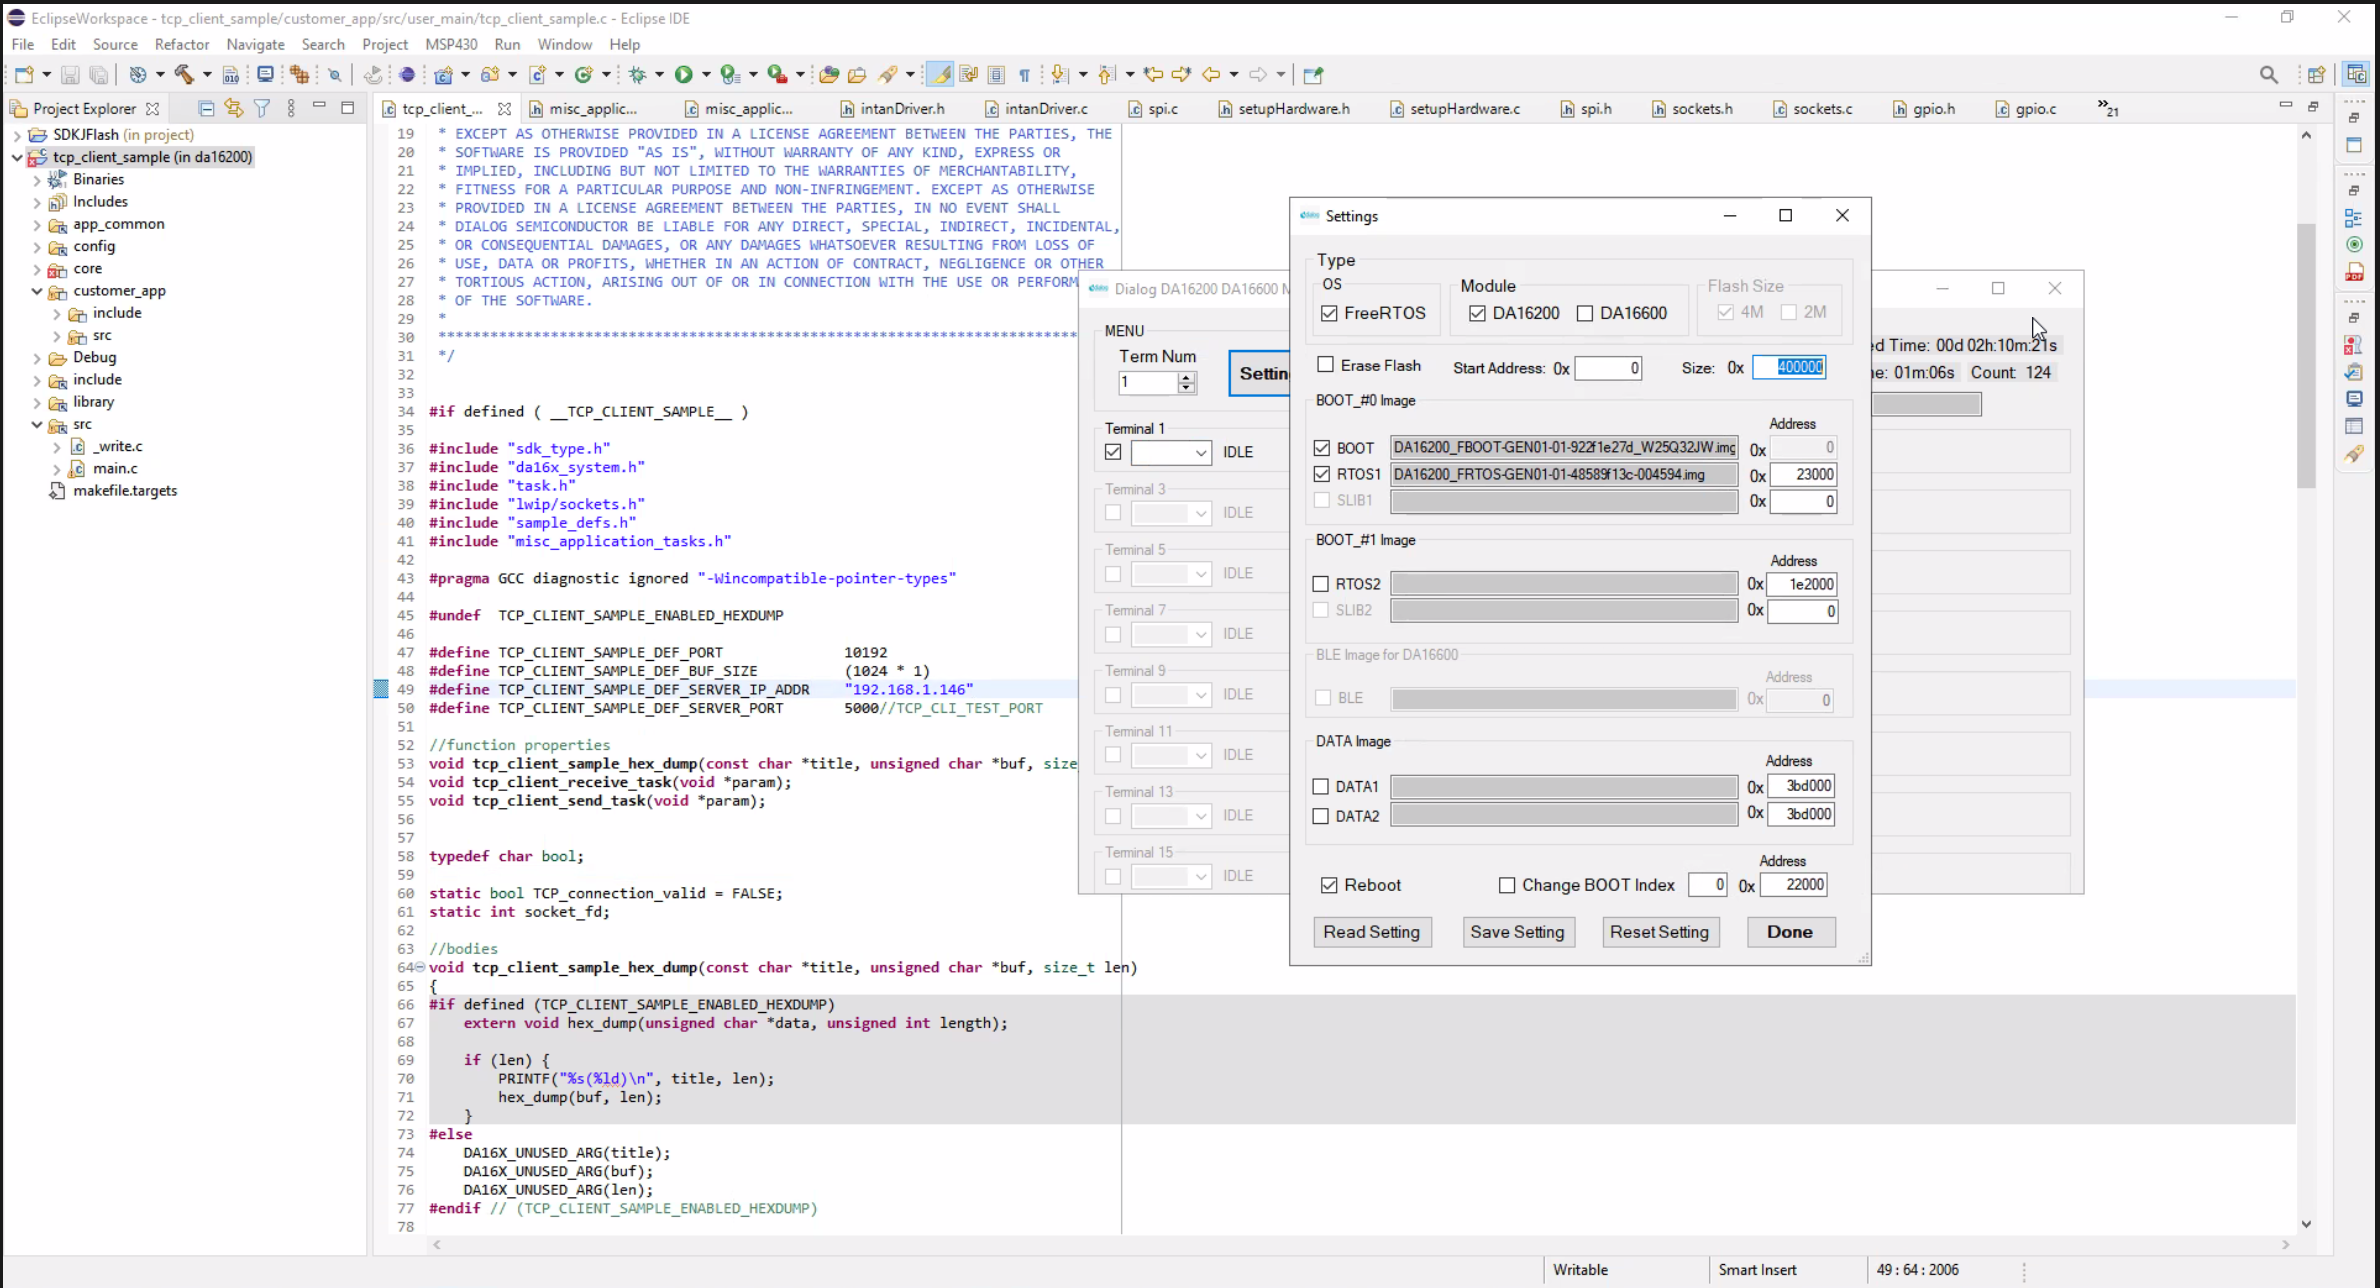 EclipseWorkspace - tcp_client_sample/customer_app/src/user_main/tcp_client_sample.c - Eclipse IDE
File Edit Source Refactor Navigate Search Project MSP430 Run Window Help
Project Explorer
tcp_client_...
misc_applic...
misc_applic...
intanDriver.h
intanDriver.c
spi.c
setupHardware.h
setupHardware.c
spi.h
sockets.h
sockets.c
gpio.h
gpio.c
»21
SDKJFlash (in project)
tcp_client_sample (in da16200)
Binaries
Includes
app_common
config
core
customer_app
include
src
Debug
include
library
src
_write.c
main.c
makefile.targets
19 * EXCEPT AS OTHERWISE PROVIDED IN A LICENSE AGREEMENT BETWEEN THE PARTIES, THE
20 * SOFTWARE IS PROVIDED "AS IS", WITHOUT WARRANTY OF ANY KIND, EXPRESS OR
21 * IMPLIED, INCLUDING BUT NOT LIMITED TO THE WARRANTIES OF MERCHANTABILITY,
22 * FITNESS FOR A PARTICULAR PURPOSE AND NON-INFRINGEMENT. EXCEPT AS OTHERWISE
23 * PROVIDED IN A LICENSE AGREEMENT BETWEEN THE PARTIES, IN NO EVENT SHALL
24 * DIALOG SEMICONDUCTOR BE LIABLE FOR ANY DIRECT, SPECIAL, INDIRECT, INCIDENTAL,
25 * OR CONSEQUENTIAL DAMAGES, OR ANY DAMAGES WHATSOEVER RESULTING FROM LOSS OF
26 * USE, DATA OR PROFITS, WHETHER IN AN ACTION OF CONTRACT, NEGLIGENCE OR OTHER
27 * TORTIOUS ACTION, ARISING OUT OF OR IN CONNECTION WITH THE USE OR PERFORM
28 * OF THE SOFTWARE.
29 *
30 ****************************************************************************
31 */
32
33
34 #if defined ( __TCP_CLIENT_SAMPLE__ )
35
36 #include "sdk_type.h"
37 #include "da16x_system.h"
38 #include "task.h"
39 #include "lwip/sockets.h"
40 #include "sample_defs.h"
41 #include "misc_application_tasks.h"
42
43 #pragma GCC diagnostic ignored "-Wincompatible-pointer-types"
44
45 #undef TCP_CLIENT_SAMPLE_ENABLED_HEXDUMP
46
47 #define TCP_CLIENT_SAMPLE_DEF_PORT 10192
48 #define TCP_CLIENT_SAMPLE_DEF_BUF_SIZE (1024 * 1)
49 #define TCP_CLIENT_SAMPLE_DEF_SERVER_IP_ADDR "192.168.1.146"
50 #define TCP_CLIENT_SAMPLE_DEF_SERVER_PORT 5000//TCP_CLI_TEST_PORT
51
52 //function properties
53 void tcp_client_sample_hex_dump(const char *title, unsigned char *buf, size
54 void tcp_client_receive_task(void *param);
55 void tcp_client_send_task(void *param);
56
57
58 typedef char bool;
59
60 static bool TCP_connection_valid = FALSE;
61 static int socket_fd;
62
63 //bodies
64 void tcp_client_sample_hex_dump(const char *title, unsigned char *buf, size_t len)
65 {
66 #if defined (TCP_CLIENT_SAMPLE_ENABLED_HEXDUMP)
67 extern void hex_dump(unsigned char *data, unsigned int length);
68
69 if (len) {
70 PRINTF("%s(%ld)\n", title, len);
71 hex_dump(buf, len);
72 }
73 #else
74 DA16X_UNUSED_ARG(title);
75 DA16X_UNUSED_ARG(buf);
76 DA16X_UNUSED_ARG(len);
77 #endif // (TCP_CLIENT_SAMPLE_ENABLED_HEXDUMP)
78
Dialog DA16200 DA16600 M
MENU
Term Num
1
Settin
ed Time: 00d 02h:10m:21s
ne: 01m:06s Count 124
Terminal 1
IDLE
Terminal 3
IDLE
Terminal 5
IDLE
Terminal 7
IDLE
Terminal 9
IDLE
Terminal 11
IDLE
Terminal 13
IDLE
Terminal 15
IDLE
Settings
Type
OS
FreeRTOS
Module
DA16200 DA16600
Flash Size
4M 2M
Erase Flash Start Address: 0x 0 Size: 0x 400000
BOOT_#0 Image
Address
BOOT DA16200_FBOOT-GEN01-01-922f1e27d_W25Q32JW.img 0x 0
RTOS1 DA16200_FRTOS-GEN01-01-48589f13c-004594.img 0x 23000
SLIB1 0x 0
BOOT_#1 Image
Address
RTOS2 0x 1e2000
SLIB2 0x 0
BLE Image for DA16600
Address
BLE 0x 0
DATA Image
Address
DATA1 0x 3bd000
DATA2 0x 3bd000
Address
Reboot Change BOOT Index 0 0x 22000
Read Setting Save Setting Reset Setting Done
Writable Smart Insert 49 : 64 : 2006